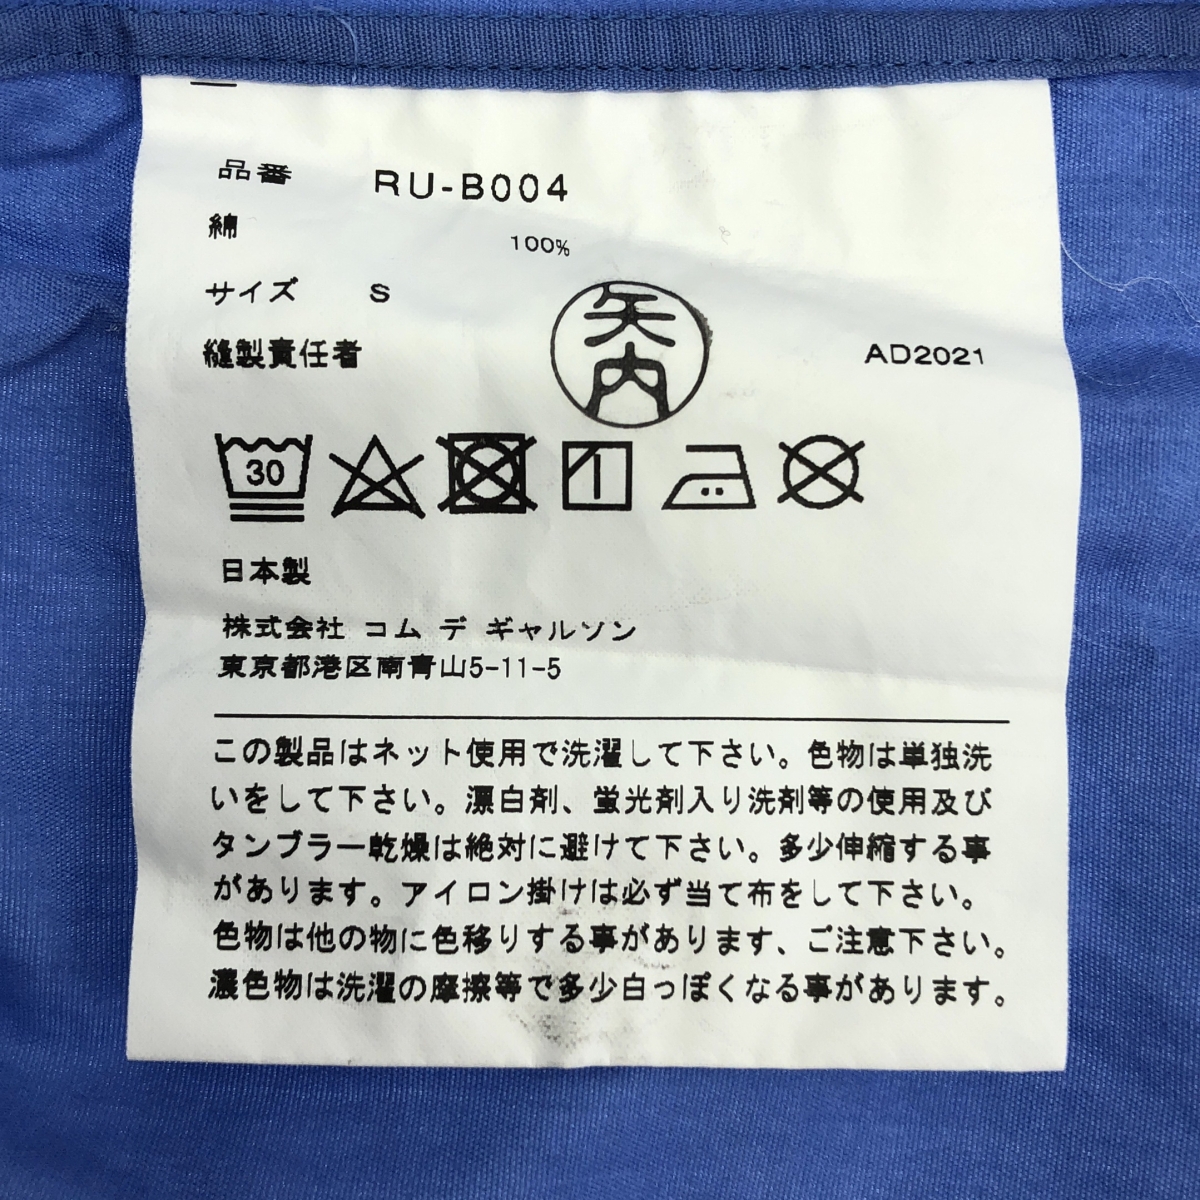 品番 RU-B004
綿 100%
サイズ S
縫製責任者 矢内 AD2021
30
日本製
株式会社 コム デ ギャルソン
東京都港区南青山5-11-5
この製品はネット使用で洗濯して下さい。色物は単独洗
いをして下さい。漂白剤、蛍光剤入り洗剤等の使用及び
タンブラー乾燥は絶対に避けて下さい。多少伸縮する事
があります。アイロン掛けは必ず当て布をして下さい。
色物は他の物に色移りする事があります、ご注意下さい。
濃色物は洗濯の摩擦等で多少白っぽくなる事があります。